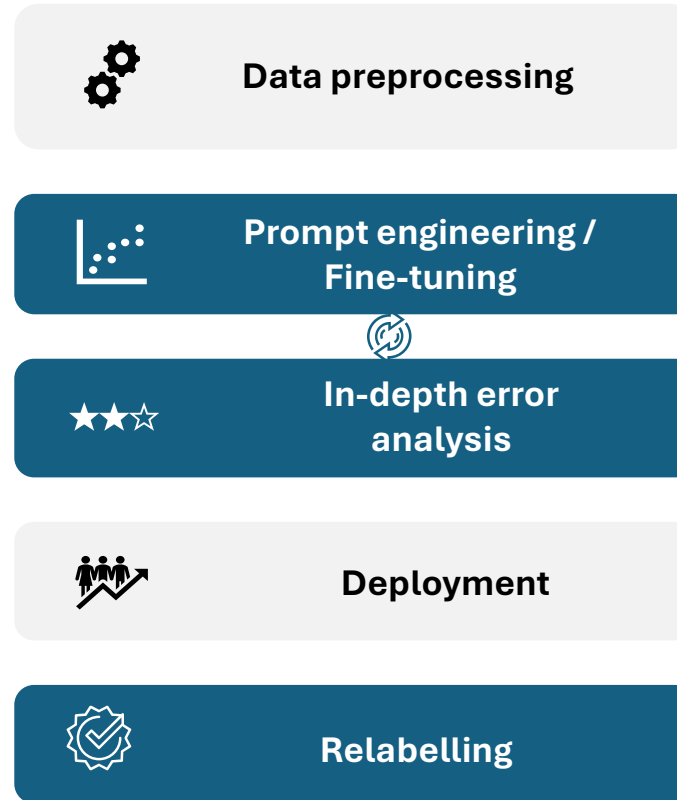 Data preprocessing
Prompt engineering /
Fine-tuning
In-depth error
analysis
Deployment
Relabelling